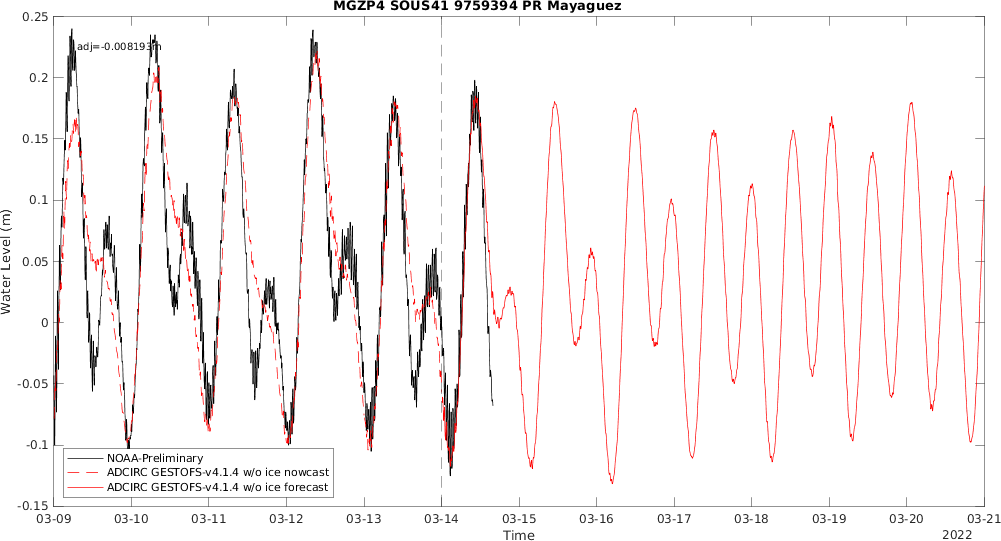 MGZP4 SOUS41 9759394 PR Mayaguez
adj=-0.008193m
Water Level (m)
0.25
0.2
0.15
0.1
0.05
0
-0.05
-0.1
-0.15
NOAA-Preliminary
ADCIRC GESTOFS-v4.1.4 w/o ice nowcast
ADCIRC GESTOFS-v4.1.4 w/o ice forecast
03-09 03-10 03-11 03-12 03-13 03-14 03-15 03-16 03-17 03-18 03-19 03-20 03-21
Time
2022